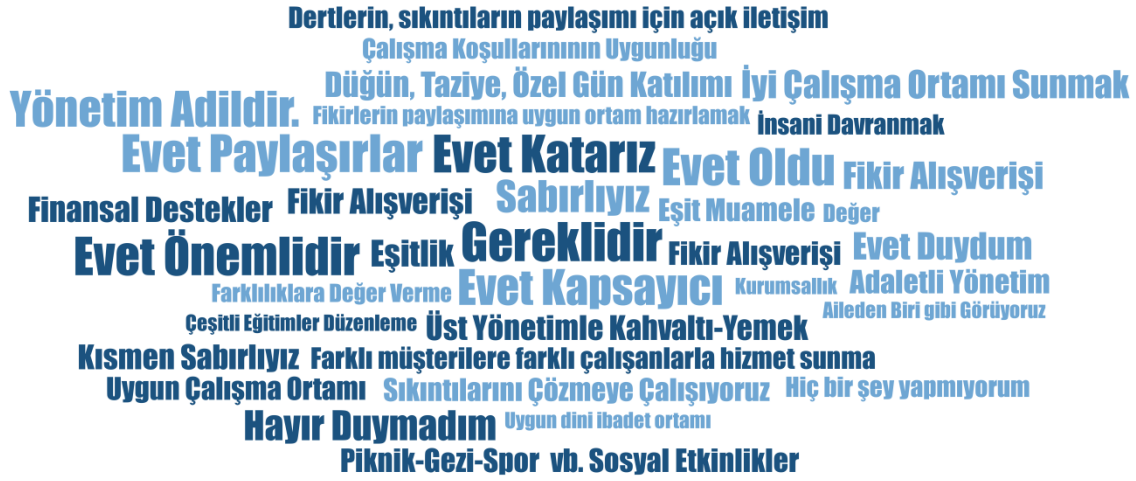 Dertlerin, sıkıntıların paylaşımı için açık iletişim
Çalışma Koşullarınının Uygunluğu
Düğün, Taziye, Özel Gün Katılımı İyi Çalışma Ortamı Sunmak
Yönetim Adildir. Fikirlerin paylaşımına uygun ortam hazırlamak İnsani Davranmak
Evet Paylaşırlar Evet Katarız Evet Oldu Fikir Alışverişi
Finansal Destekler Fikir Alışverişi Sabırlıyız Eşit Muamele Değer
Evet Önemlidir Eşitlik Gereklidir Fikir Alışverişi Evet Duydum
Farklılıklara Değer Verme Evet Kapsayıcı Kurumsallık Adaletli Yönetim
Çeşitli Eğitimler Düzenleme Üst Yönetimle Kahvaltı-Yemek Aileden Biri gibi Görüyoruz
Kısmen Sabırlıyız Farklı müşterilere farklı çalışanlarla hizmet sunma
Uygun Çalışma Ortamı Sıkıntılarını Çözmeye Çalışıyoruz Hiç bir şey yapmıyorum
Hayır Duymadım Uygun dini ibadet ortamı
Piknik-Gezi-Spor vb. Sosyal Etkinlikler